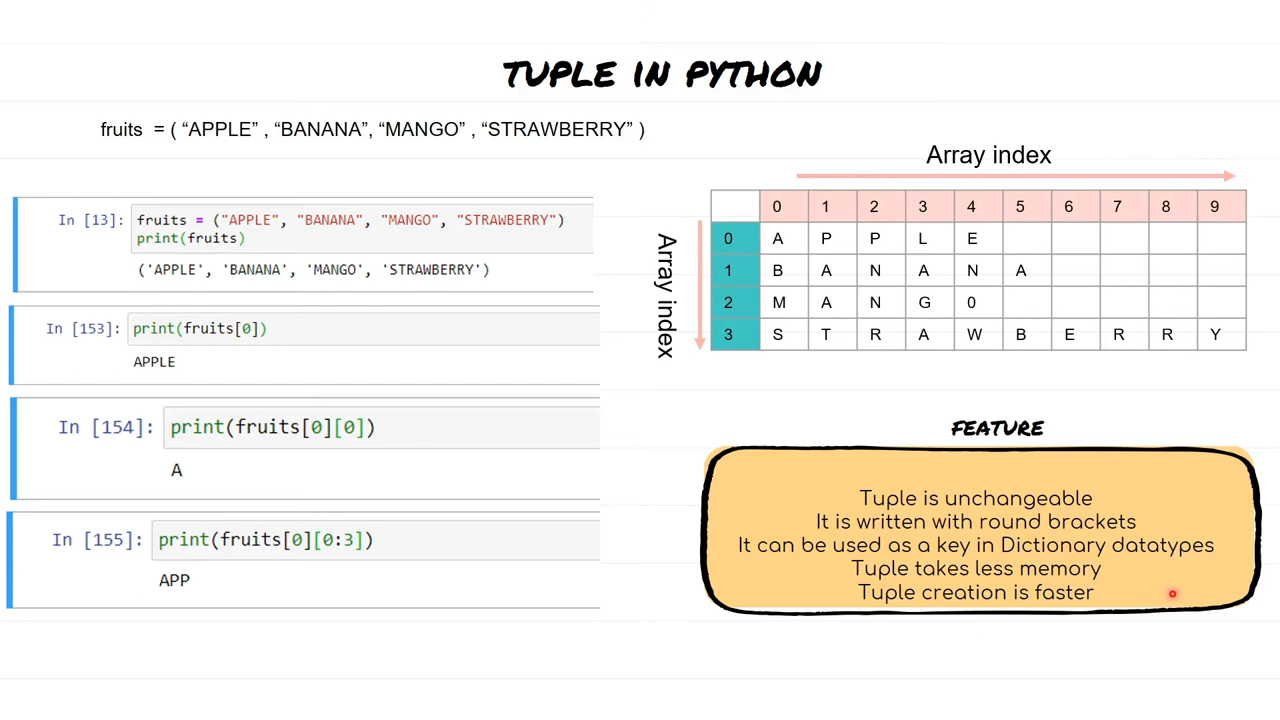 TUPLE IN PYTHON
fruits = ( “APPLE” , “BANANA”, “MANGO” , “STRAWBERRY” )
In [13]: fruits = ("APPLE", "BANANA", "MANGO", "STRAWBERRY")
print(fruits)
('APPLE', 'BANANA', 'MANGO', 'STRAWBERRY')
In [153]: print(fruits[0])
APPLE
In [154]: print(fruits[0][0])
A
In [155]: print(fruits[0][0:3])
APP
Array index
Array index
0 1 2 3 4 5 6 7 8 9
0 A P P L E
1 B A N A N A
2 M A N G 0
3 S T R A W B E R R Y
FEATURE
Tuple is unchangeable
It is written with round brackets
It can be used as a key in Dictionary datatypes
Tuple takes less memory
Tuple creation is faster